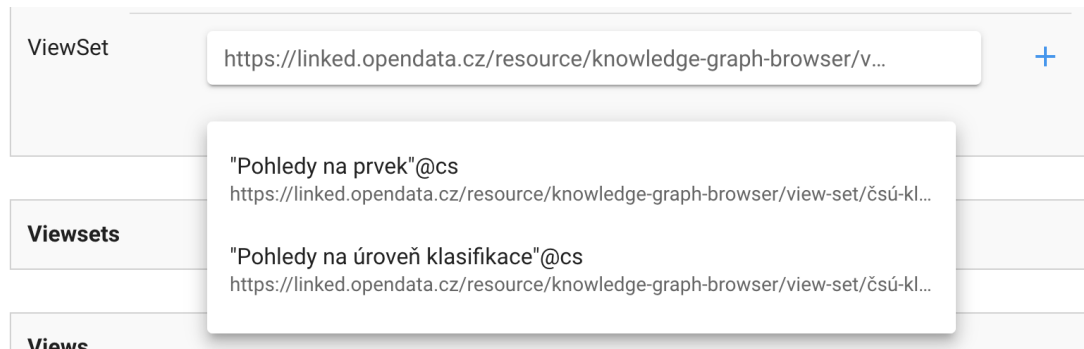 ViewSet
https://linked.opendata.cz/resource/knowledge-graph-browser/v...
+
"Pohledy na prvek"@cs
https://linked.opendata.cz/resource/knowledge-graph-browser/view-set/čsú-kl...
Viewsets
"Pohledy na úroveň klasifikace"@cs
https://linked.opendata.cz/resource/knowledge-graph-browser/view-set/čsú-kl...
Views